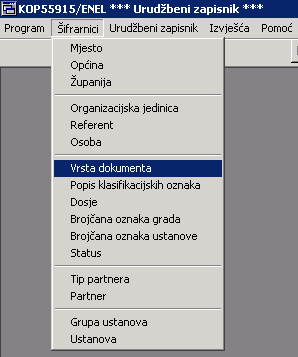 KOP55915/ENEL *** Urudžbeni zapisnik ***
Program Šifrarnici Urudžbeni zapisnik Izvješća Pomoć
Mjesto
Općina
Županija
Organizacijska jedinica
Referent
Osoba
Vrsta dokumenta
Popis klasifikacijskih oznaka
Dosje
Brojčana oznaka grada
Brojčana oznaka ustanove
Status
Tip partnera
Partner
Grupa ustanova
Ustanova